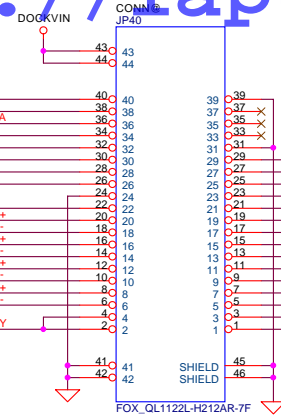 CONN@
DOCKVIN
JP40
43 43
44 44
40 40 39 39
38 38 37 37
36 36 35 35
34 34 33 33
32 32 31 31
30 30 29 29
28 28 27 27
26 26 25 25
24 24 23 23
22 22 21 21
20 20 19 19
18 18 17 17
16 16 15 15
14 14 13 13
12 12 11 11
10 10 9 9
8 8 7 7
6 6 5 5
4 4 3 3
2 2 1 1
41 41 SHIELD 45
42 42 SHIELD 46
FOX_QL1122L-H212AR-7F